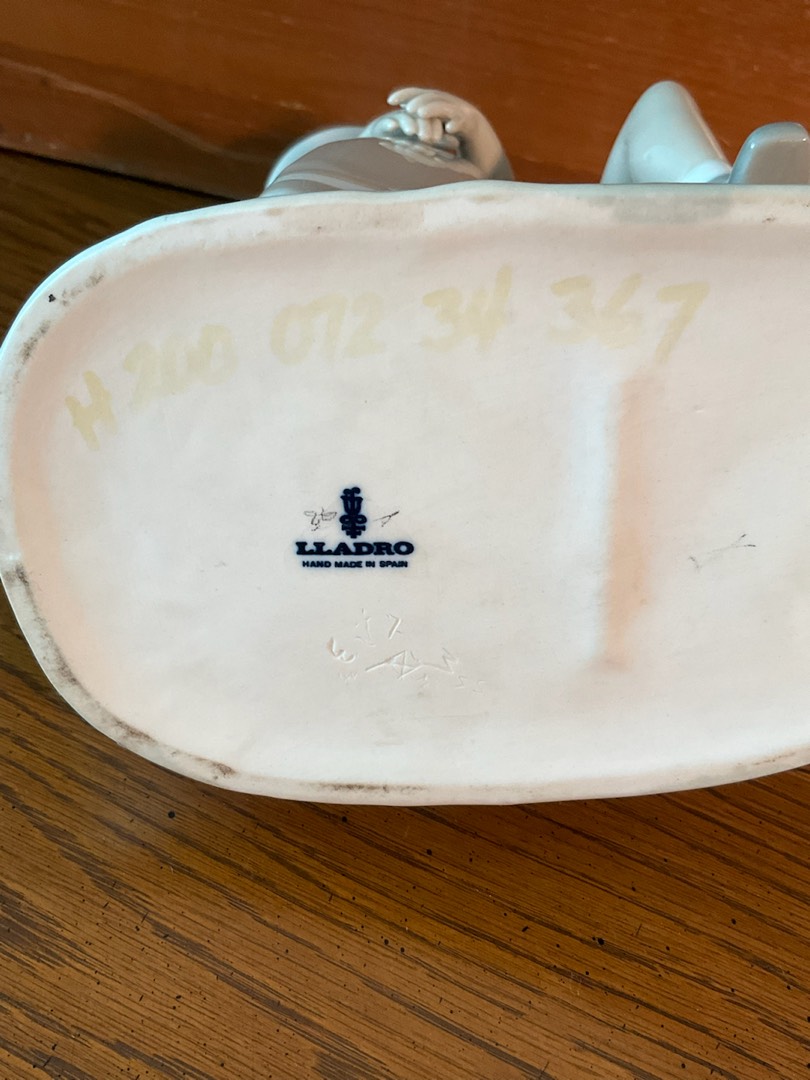 H 200 072 34 367
LLADRO
HAND MADE IN SPAIN